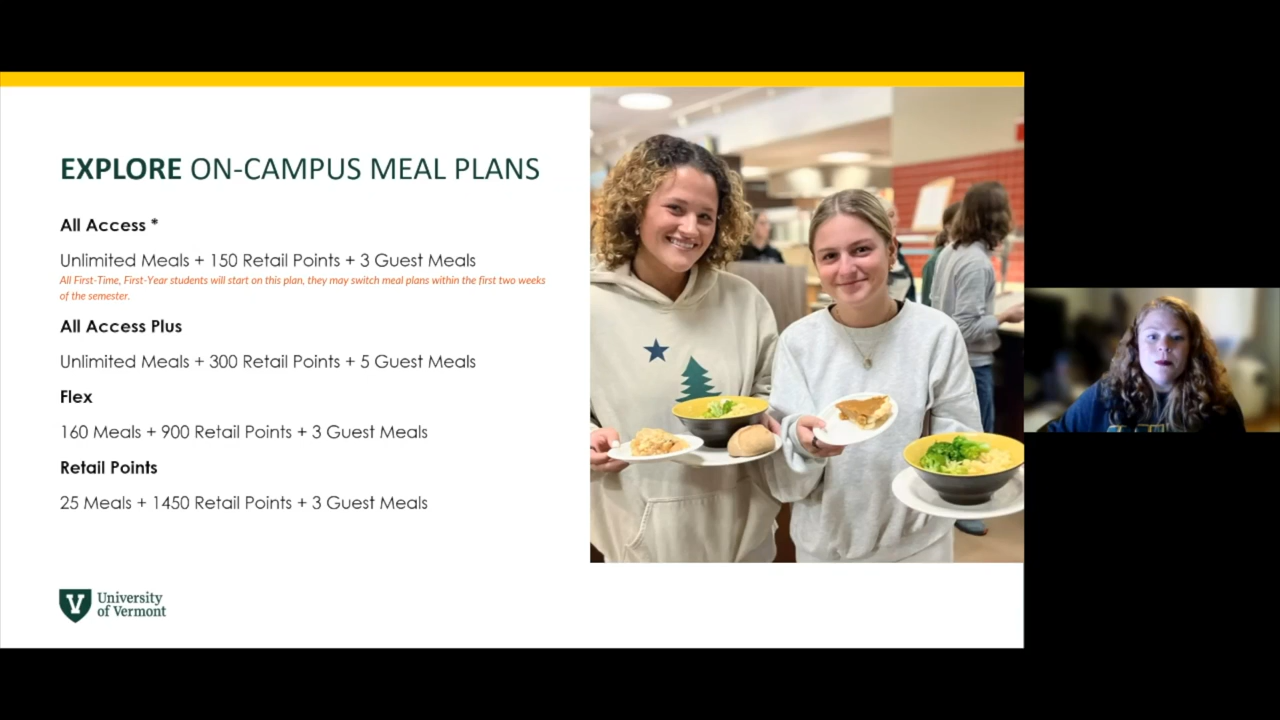 EXPLORE ON-CAMPUS MEAL PLANS
All Access *
Unlimited Meals + 150 Retail Points + 3 Guest Meals
All First-Time, First-Year students will start on this plan, they may switch meal plans within the first two weeks
of the semester.
All Access Plus
Unlimited Meals + 300 Retail Points + 5 Guest Meals
Flex
160 Meals + 900 Retail Points + 3 Guest Meals
Retail Points
25 Meals + 1450 Retail Points + 3 Guest Meals
University
of Vermont